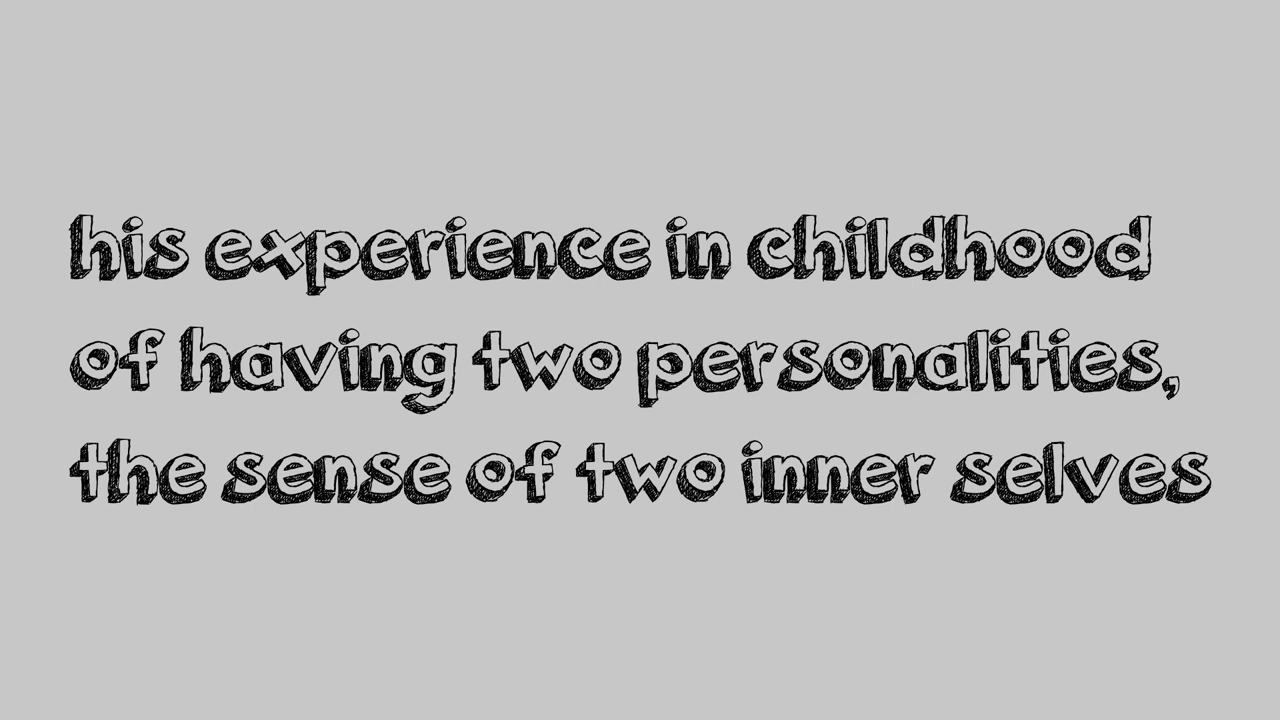 his experience in childhood
of having two personalities,
the sense of two inner selves